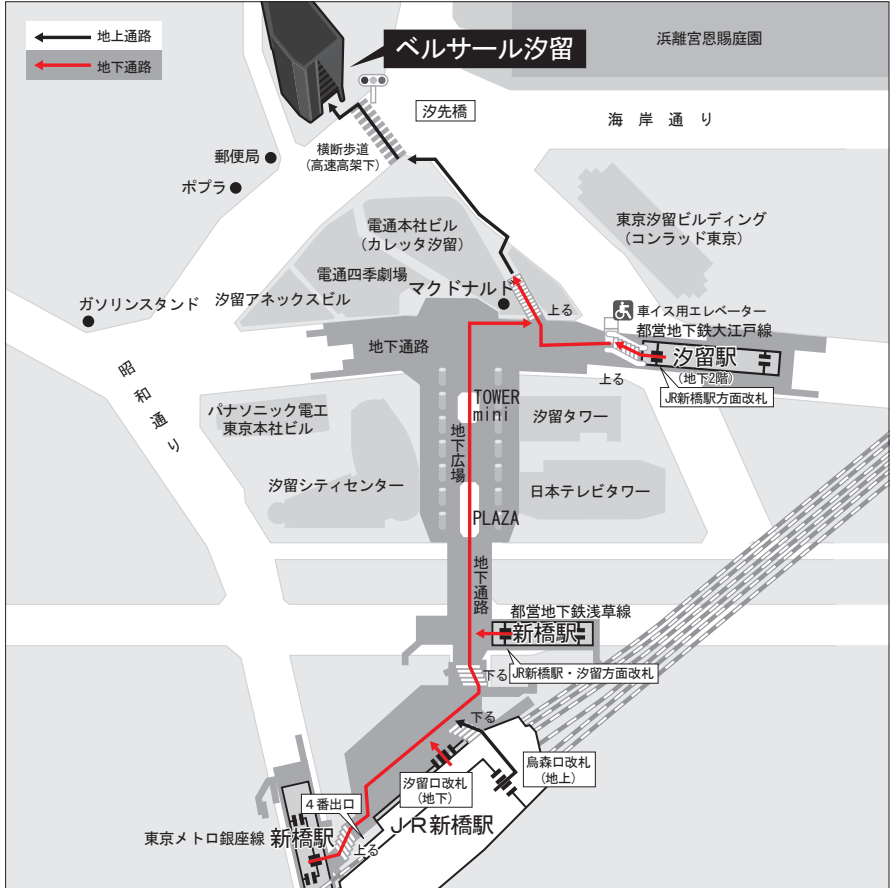 地上通路
地下通路
ベルサール汐留
浜離宮恩賜庭園
汐先橋
海岸通り
横断歩道
(高速高架下)
郵便局
ポプラ
電通本社ビル
(カレッタ汐留)
東京汐留ビルディング
(コンラッド東京)
電通四季劇場
マクドナルド
汐留アネックスビル
ガソリンスタンド
上る
車イス用エレベーター
都営地下鉄大江戸線
汐留駅
(地下2階)
上る
JR新橋駅方面改札
地下通路
昭和通り
パナソニック電工
東京本社ビル
TOWER
mini
汐留タワー
地下広場
汐留シティセンター
日本テレビタワー
PLAZA
地下通路
都営地下鉄浅草線
新橋駅
JR新橋駅・汐留方面改札
下る
下る
汐留口改札
(地下)
烏森口改札
(地上)
4番出口
JR新橋駅
東京メトロ銀座線 新橋駅
上る